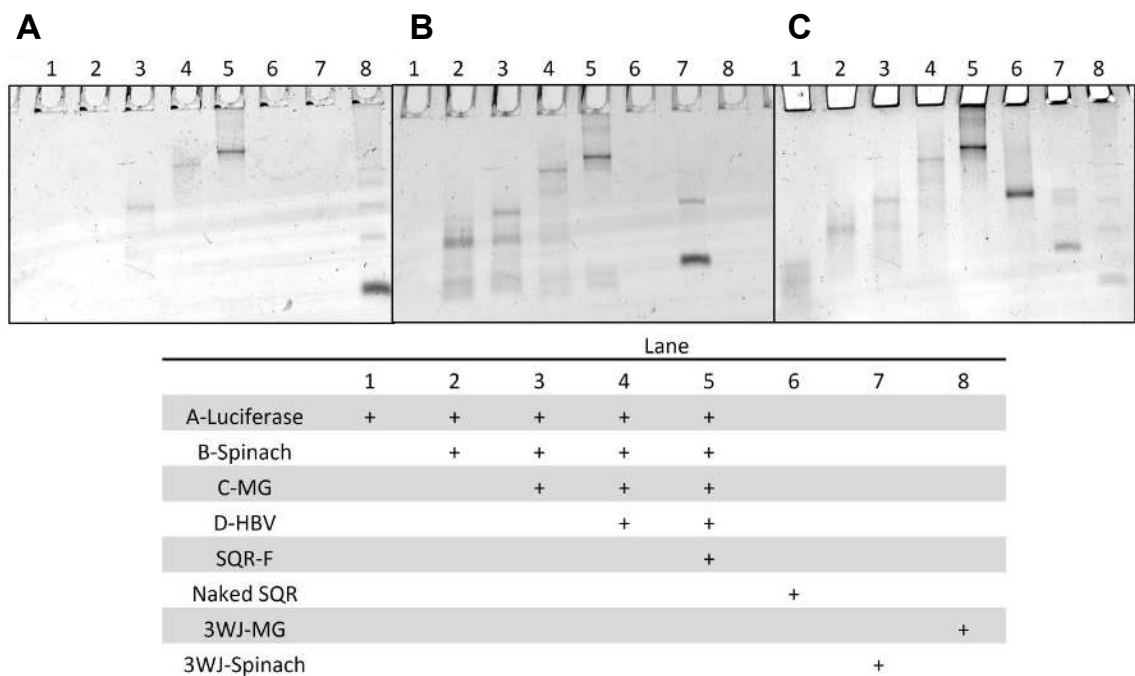 A B C
1 2 3 4 5 6 7 8 1 2 3 4 5 6 7 8 1 2 3 4 5 6 7 8
Lane
1 2 3 4 5 6 7 8
A-Luciferase + + + + +
B-Spinach + + + +
C-MG + + +
D-HBV + +
SQR-F +
Naked SQR +
3WJ-MG +
3WJ-Spinach +